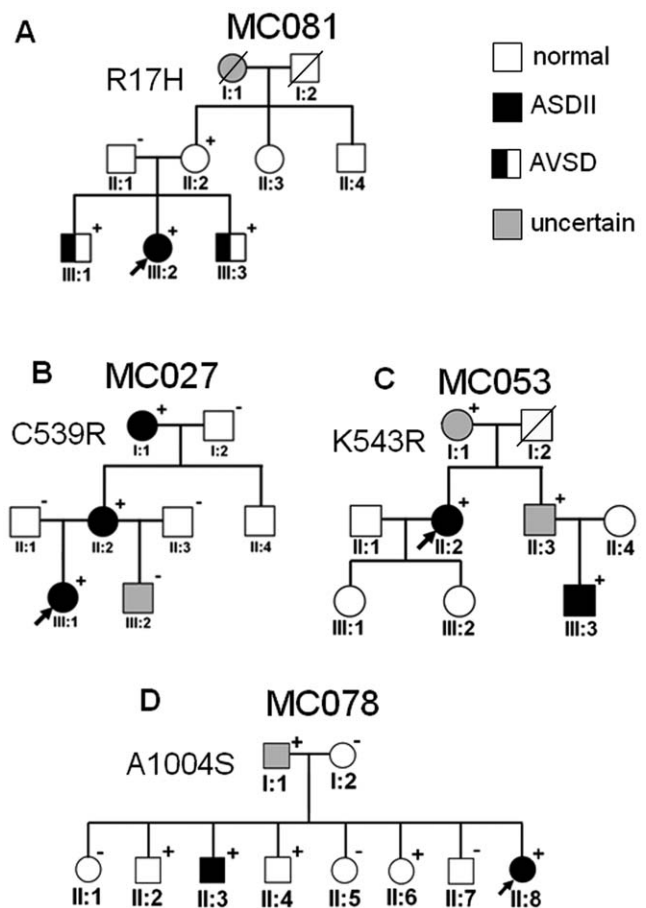 A
MC081
R17H
I:1 I:2
- +
II:1 II:2 II:3 II:4
+ + +
III:1 III:2 III:3
normal
ASDII
AVSD
uncertain
B
MC027
C539R
+ -
I:1 I:2
- + -
II:1 II:2 II:3 II:4
+ -
III:1 III:2
C
MC053
K543R
+
I:1 I:2
+ +
II:1 II:2 II:3 II:4
+
III:1 III:2 III:3
D
MC078
A1004S
+ -
I:1 I:2
- + + + - + - +
II:1 II:2 II:3 II:4 II:5 II:6 II:7 II:8